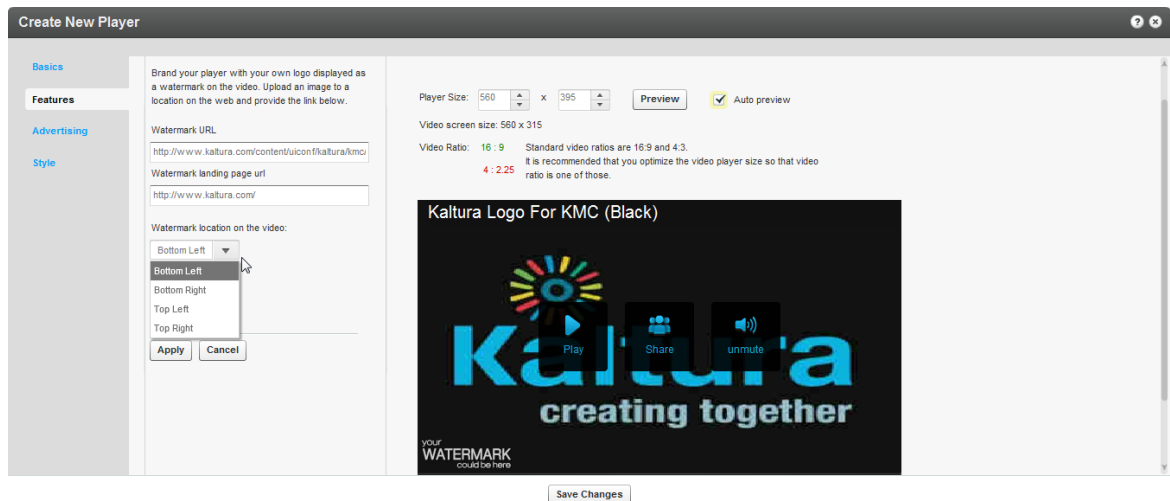 Create New Player
Basics
Features
Advertising
Style
Brand your player with your own logo displayed as
a watermark on the video. Upload an image to a
location on the web and provide the link below.
Watermark URL
http://www.kaltura.com/content/uiconf/kaltura/kmc/
Watermark landing page url
http://www.kaltura.com/
Watermark location on the video:
Bottom Left
Bottom Left
Bottom Right
Top Left
Top Right
Apply Cancel
Player Size: 560 x 395 Preview Auto preview
Video screen size: 560 x 315
Video Ratio: 16 : 9 Standard video ratios are 16:9 and 4:3.
It is recommended that you optimize the video player size so that video
4 : 2.25 ratio is one of those.
Kaltura Logo For KMC (Black)
Kaltura
Play Share unmute
creating together
your
WATERMARK
could be here
Save Changes